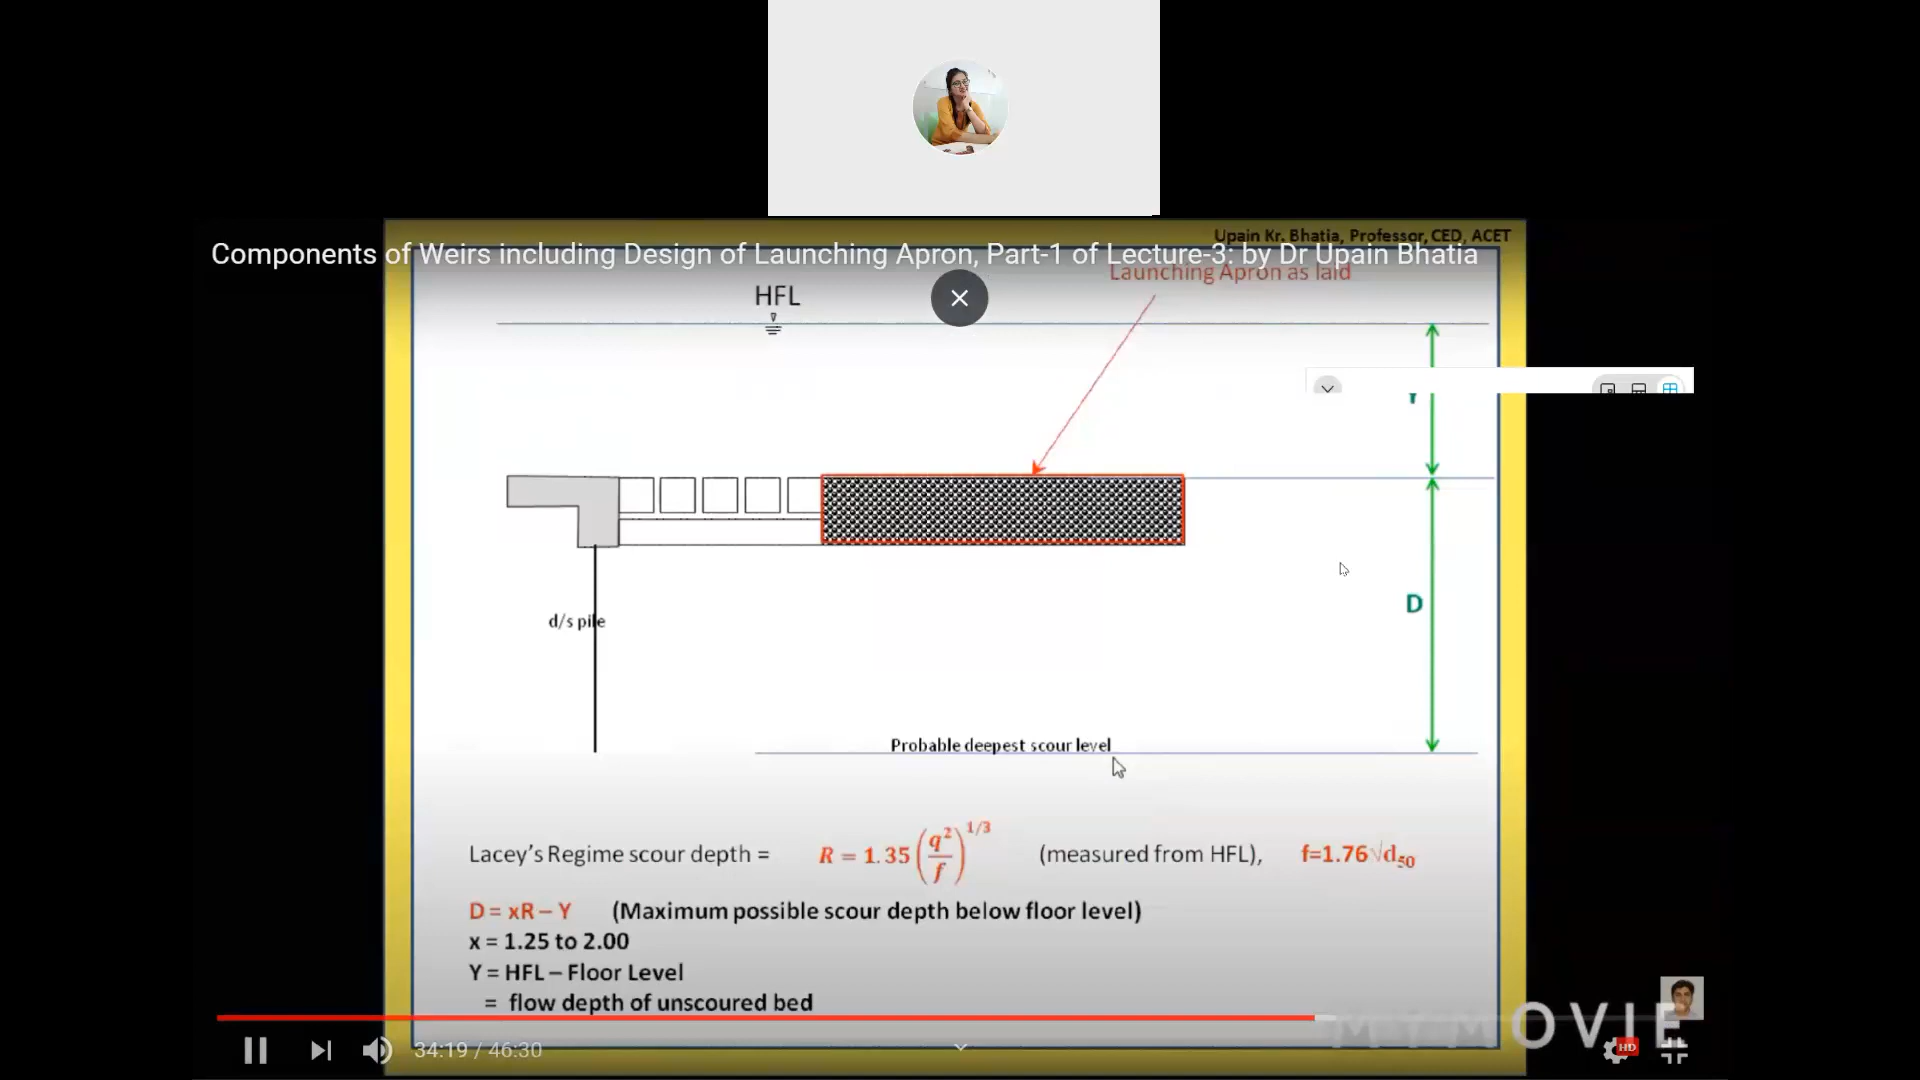 Upain Kr. Bhatia, Professor, CED, ACET
Components of Weirs including Design of Launching Apron, Part-1 of Lecture-3: by Dr Upain Bhatia
Launching Apron as laid
HFL
Y
D
d/s pile
Probable deepest scour level
Lacey's Regime scour depth = R = 1.35 (q²/f)^1/3 (measured from HFL), f=1.76√d₅₀
D = xR – Y (Maximum possible scour depth below floor level)
x = 1.25 to 2.00
Y = HFL – Floor Level
= flow depth of unscoured bed
MYMOVIE
34:19 / 46:30
HD